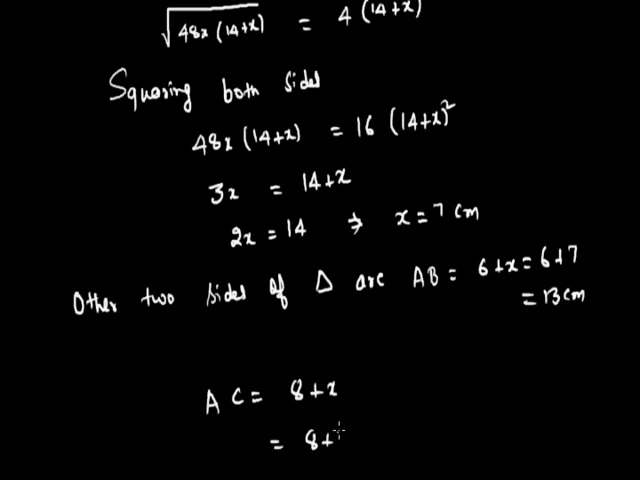 √48x(14+x) = 4(14+x)
Squaring both sides
48x(14+x) = 16(14+x)²
3x = 14+x
2x = 14 ⇒ x = 7 cm
Other two sides of Δ are AB = 6+x = 6+7
= 13 cm
AC = 8+x
= 8+